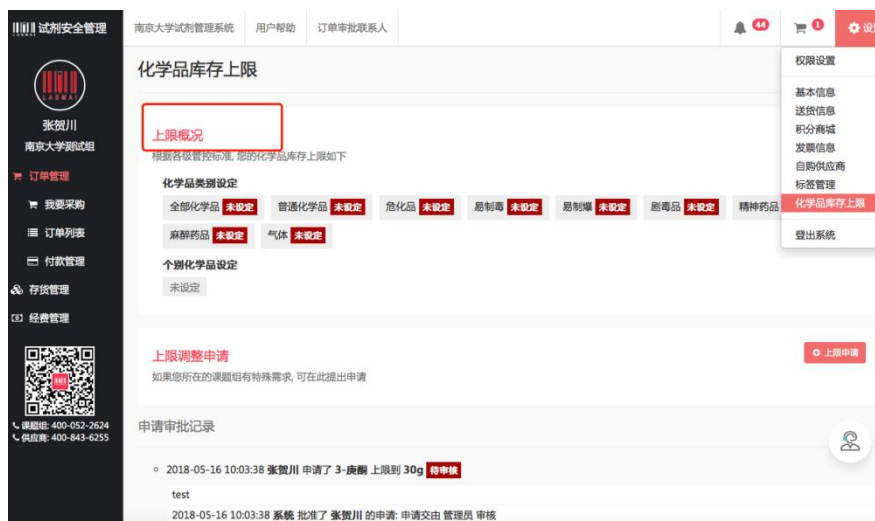 试剂安全管理
南京大学试剂管理系统 用户帮助 订单审批联系人
44
1
设
LABMAI
张贺川
南京大学测试组
订单管理
我要采购
订单列表
付款管理
存货管理
经费管理
课题组: 400-052-2624
供应商: 400-843-6255
化学品库存上限
上限概况
根据各级管控标准, 您的化学品库存上限如下
化学品类别设定
全部化学品 未设定 普通化学品 未设定 危化品 未设定 易制毒 未设定 易制爆 未设定 剧毒品 未设定 精神药品
麻醉药品 未设定 气体 未设定
个别化学品设定
未设定
上限调整申请
上限申请
如果您所在的课题组有特殊需求, 可在此提出申请
申请审批记录
2018-05-16 10:03:38 张贺川 申请了 3-庚酮 上限到 30g 待审核
test
2018-05-16 10:03:38 系统 批准了 张贺川 的申请: 申请交由 管理员 审核
权限设置
基本信息
送货信息
积分商城
发票信息
自购供应商
标签管理
化学品库存上限
登出系统